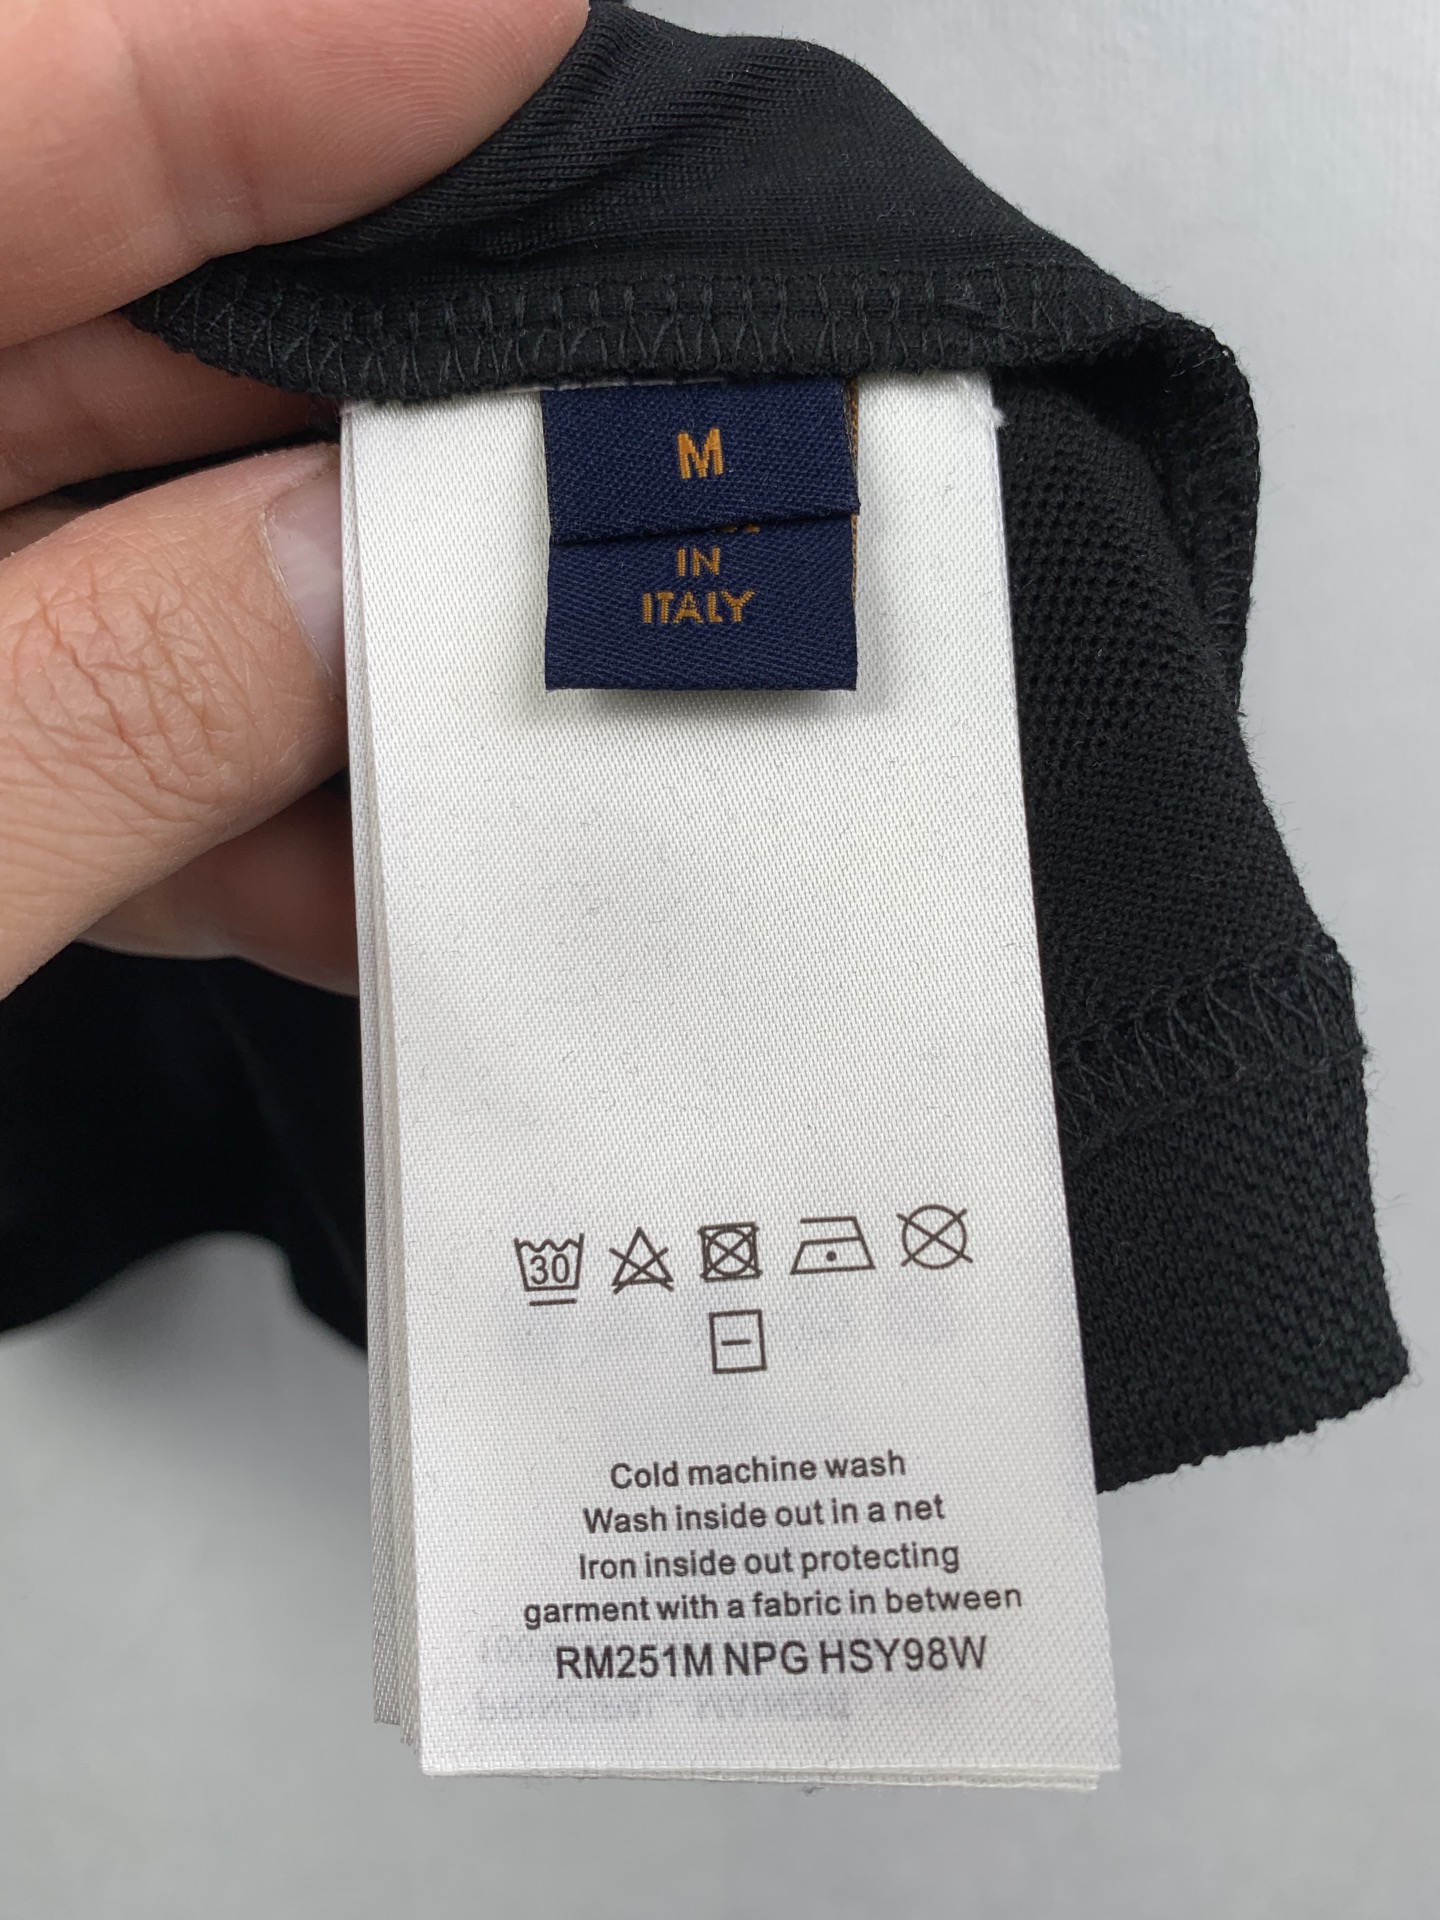 M
IN
ITALY
30
Cold machine wash
Wash inside out in a net
Iron inside out protecting
garment with a fabric in between
RM251M NPG HSY98W